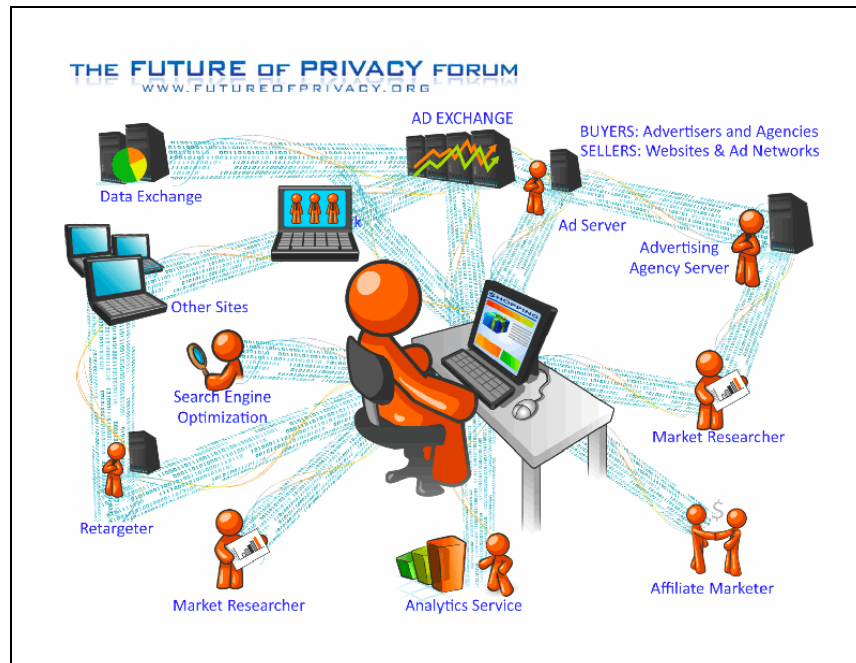 THE FUTURE OF PRIVACY FORUM
WWW.FUTUREOFPRIVACY.ORG
AD EXCHANGE
BUYERS: Advertisers and Agencies
SELLERS: Websites & Ad Networks
Data Exchange
Ad Server
Advertising
Agency Server
Other Sites
SHOPPING
Search Engine
Optimization
Market Researcher
Retargeter
$
Market Researcher
Analytics Service
Affiliate Marketer